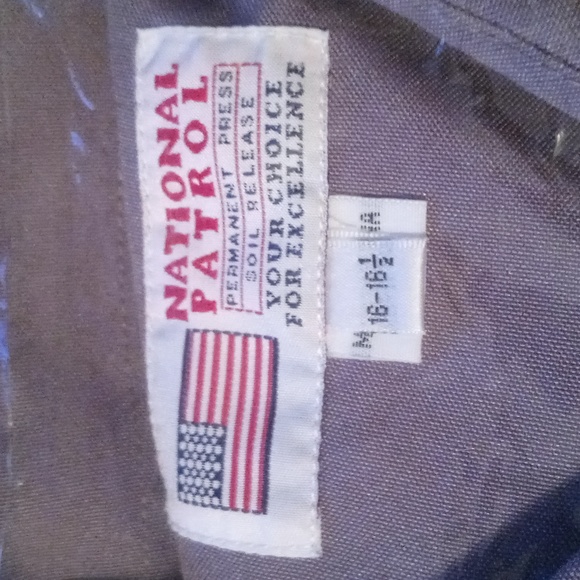 NATIONAL
PATROL
PERMANENT PRESS
SOIL RELEASE
YOUR CHOICE
FOR EXCELLENCE
M
16-16½